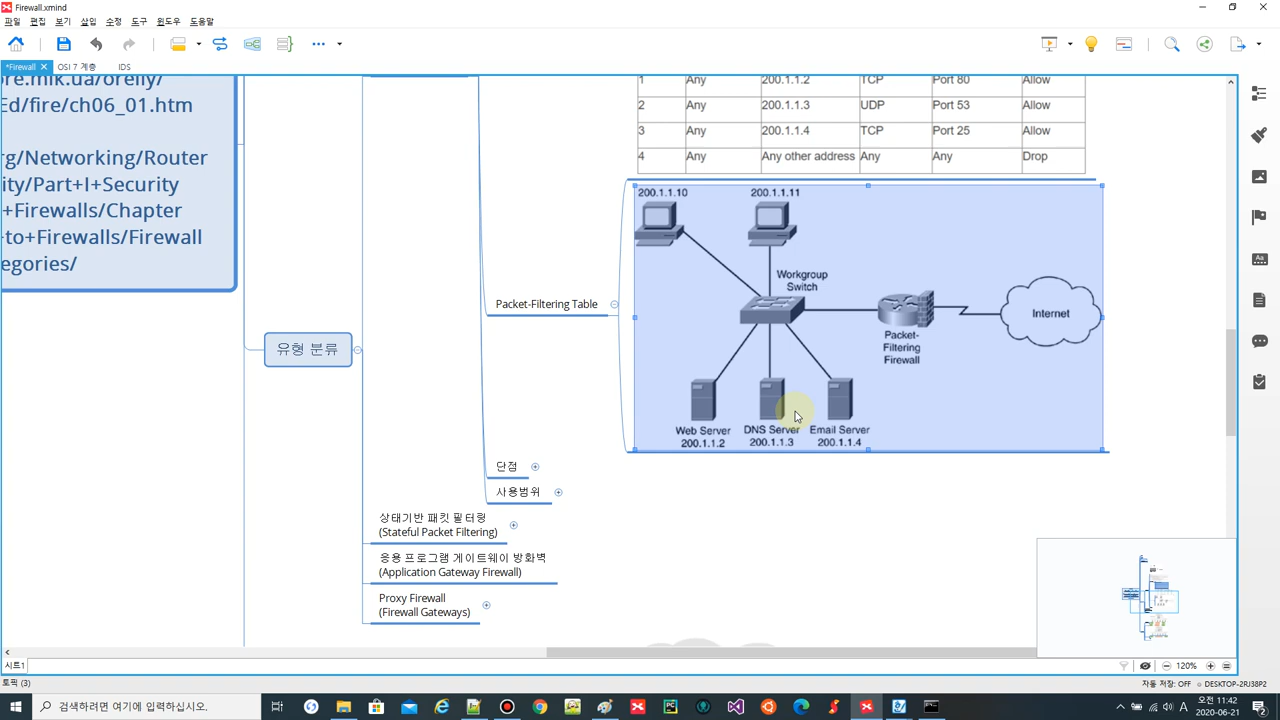 Firewall.xmind
파일 편집 보기 삽입 수정 도구 윈도우 도움말
*Firewall OSI 7 계층 IDS
Ed/fire/ch06_01.htm
rg/Networking/Router
ity/Part+I+Security
+Firewalls/Chapter
-to+Firewalls/Firewall
egories/
유형 분류
1 Any 200.1.1.2 TCP Port 80 Allow
2 Any 200.1.1.3 UDP Port 53 Allow
3 Any 200.1.1.4 TCP Port 25 Allow
4 Any Any other address Any Any Drop
Packet-Filtering Table
200.1.1.10 200.1.1.11
Workgroup
Switch
Packet-
Filtering
Firewall
Internet
Web Server
200.1.1.2
DNS Server
200.1.1.3
Email Server
200.1.1.4
단점
사용범위
상태기반 패킷 필터링
(Stateful Packet Filtering)
응용 프로그램 게이트웨이 방화벽
(Application Gateway Firewall)
Proxy Firewall
(Firewall Gateways)
시트1
120%
토픽 (3)
자동 저장: OFF DESKTOP-2RJ38P2
검색하려면 여기에 입력하십시오.
A
오전 11:42
2020-06-21